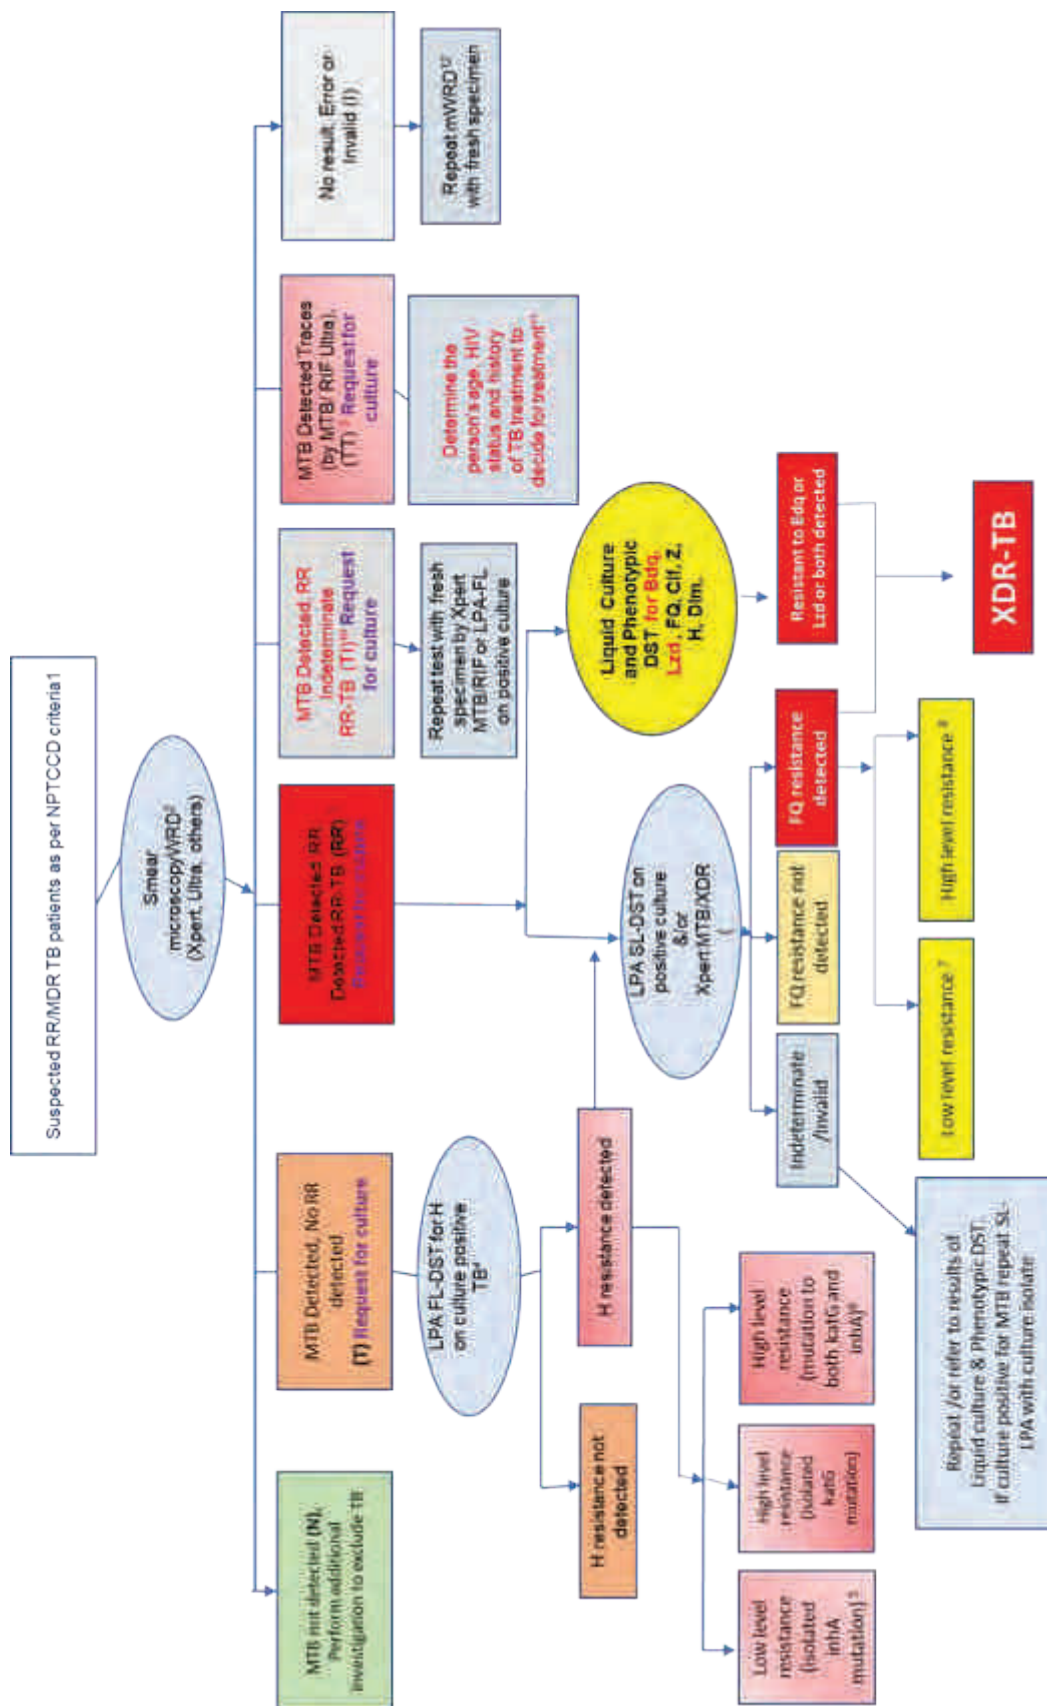 Suspected RR/MDR TB patients as per NPTCCD criteria1
Smear
microscopyWRD2
(Xpert, Ultra, others)
MTB not detected (N),
Perform additional
investigation to exclude TB
MTB Detected, No RR
detected
(T) Request for culture
MTB Detected RR
Detected RR-TB (RR)
MTB Detected, RR
Indeterminate
RR-TB (TI) Request
for culture
MTB Detected Traces
(by MTB/ RIF Ultra),
(TT) Request for
culture
No result, Error or
Invalid (I)
LPA FL-DST for H
on culture positive
TB4
Repeat test with fresh
specimen by Xpert
MTB/RIF or LPA-FL
on positive culture
Determine the
person's age, HIV
status and history
of TB treatment to
decide for treatment
Repeat mWRD12
with fresh specimen
H resistance not
detected
H resistance detected
LPA SL-DST on
positive culture
&/or
Xpert MTB/XDR
(
Liquid Culture
and Phenotypic
DST for Bdq,
Lzd, FQ, Clf, Z,
H, Dlm,
Low level
resistance
(isolated
inhA
mutation) 5
High level
resistance
(isolated
katG
mutation)
High level
resistance
(mutation to
both katG and
inhA)6
Indeterminate
/Invalid
FQ resistance not
detected
FQ resistance
detected
Resistant to Bdq or
Lzd or both detected
Repeat /or refer to results of
Liquid culture & Phenotypic DST.
If culture positive for MTB repeat SL-
LPA with culture isolate
Low level resistance 7
High level resistance 8
XDR-TB